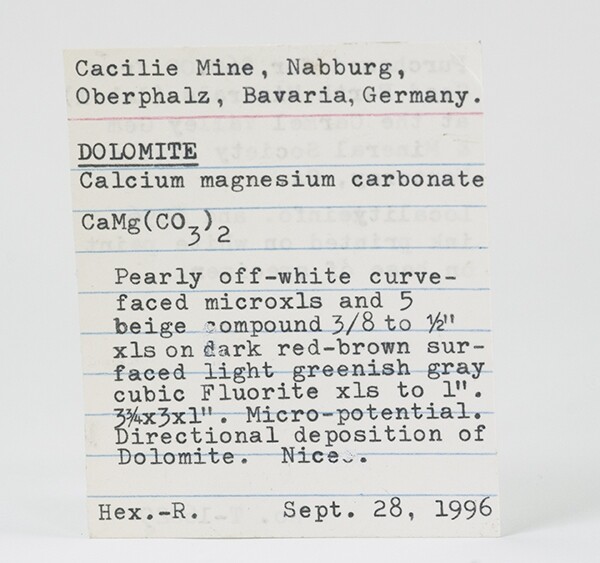 Cacilie Mine, Nabburg,
Oberphalz, Bavaria, Germany.
DOLOMITE
Calcium magnesium carbonate
CaMg(CO3)2
Pearly off-white curve-
faced microxls and 5
beige compound 3/8 to ½"
xls on dark red-brown sur-
faced light greenish gray
cubic Fluorite xls to 1".
3¾x3x1". Micro-potential.
Directional deposition of
Dolomite. Nice.
Hex.-R. Sept. 28, 1996